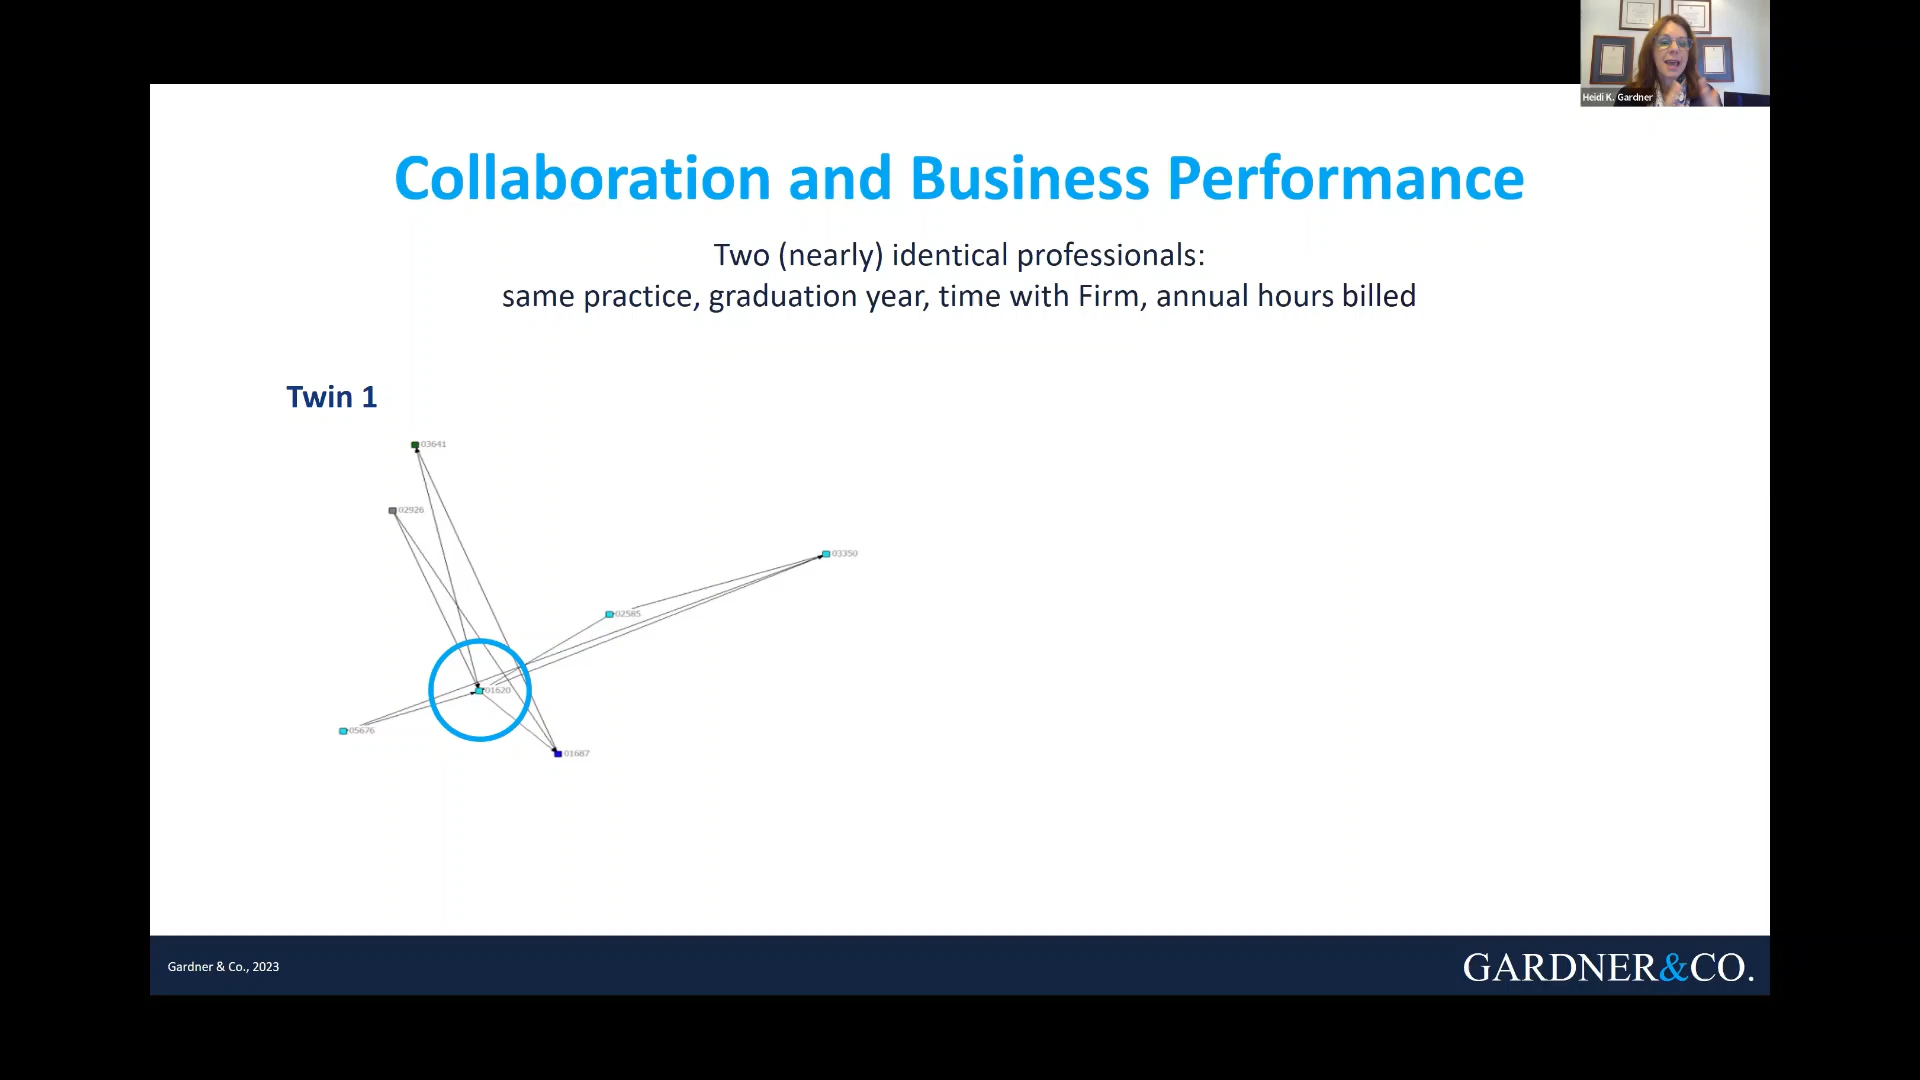 Heidi K. Gardner
Collaboration and Business Performance
Two (nearly) identical professionals:
same practice, graduation year, time with Firm, annual hours billed
Twin 1
03641
02926
03350
02585
01620
05676
01687
Gardner & Co., 2023
GARDNER&CO.